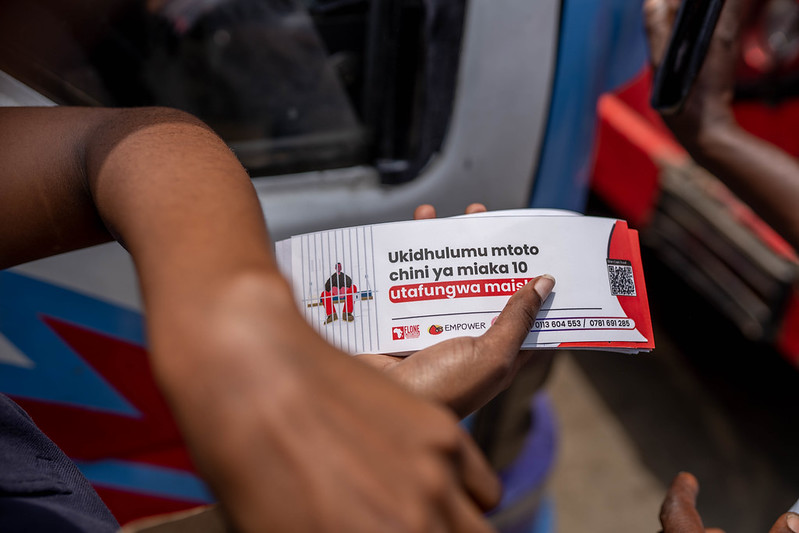 Ukidhulumu mtoto
chini ya miaka 10
utafungwa
FLONE
EMPOWER
0113 604 553 / 0781 691 285